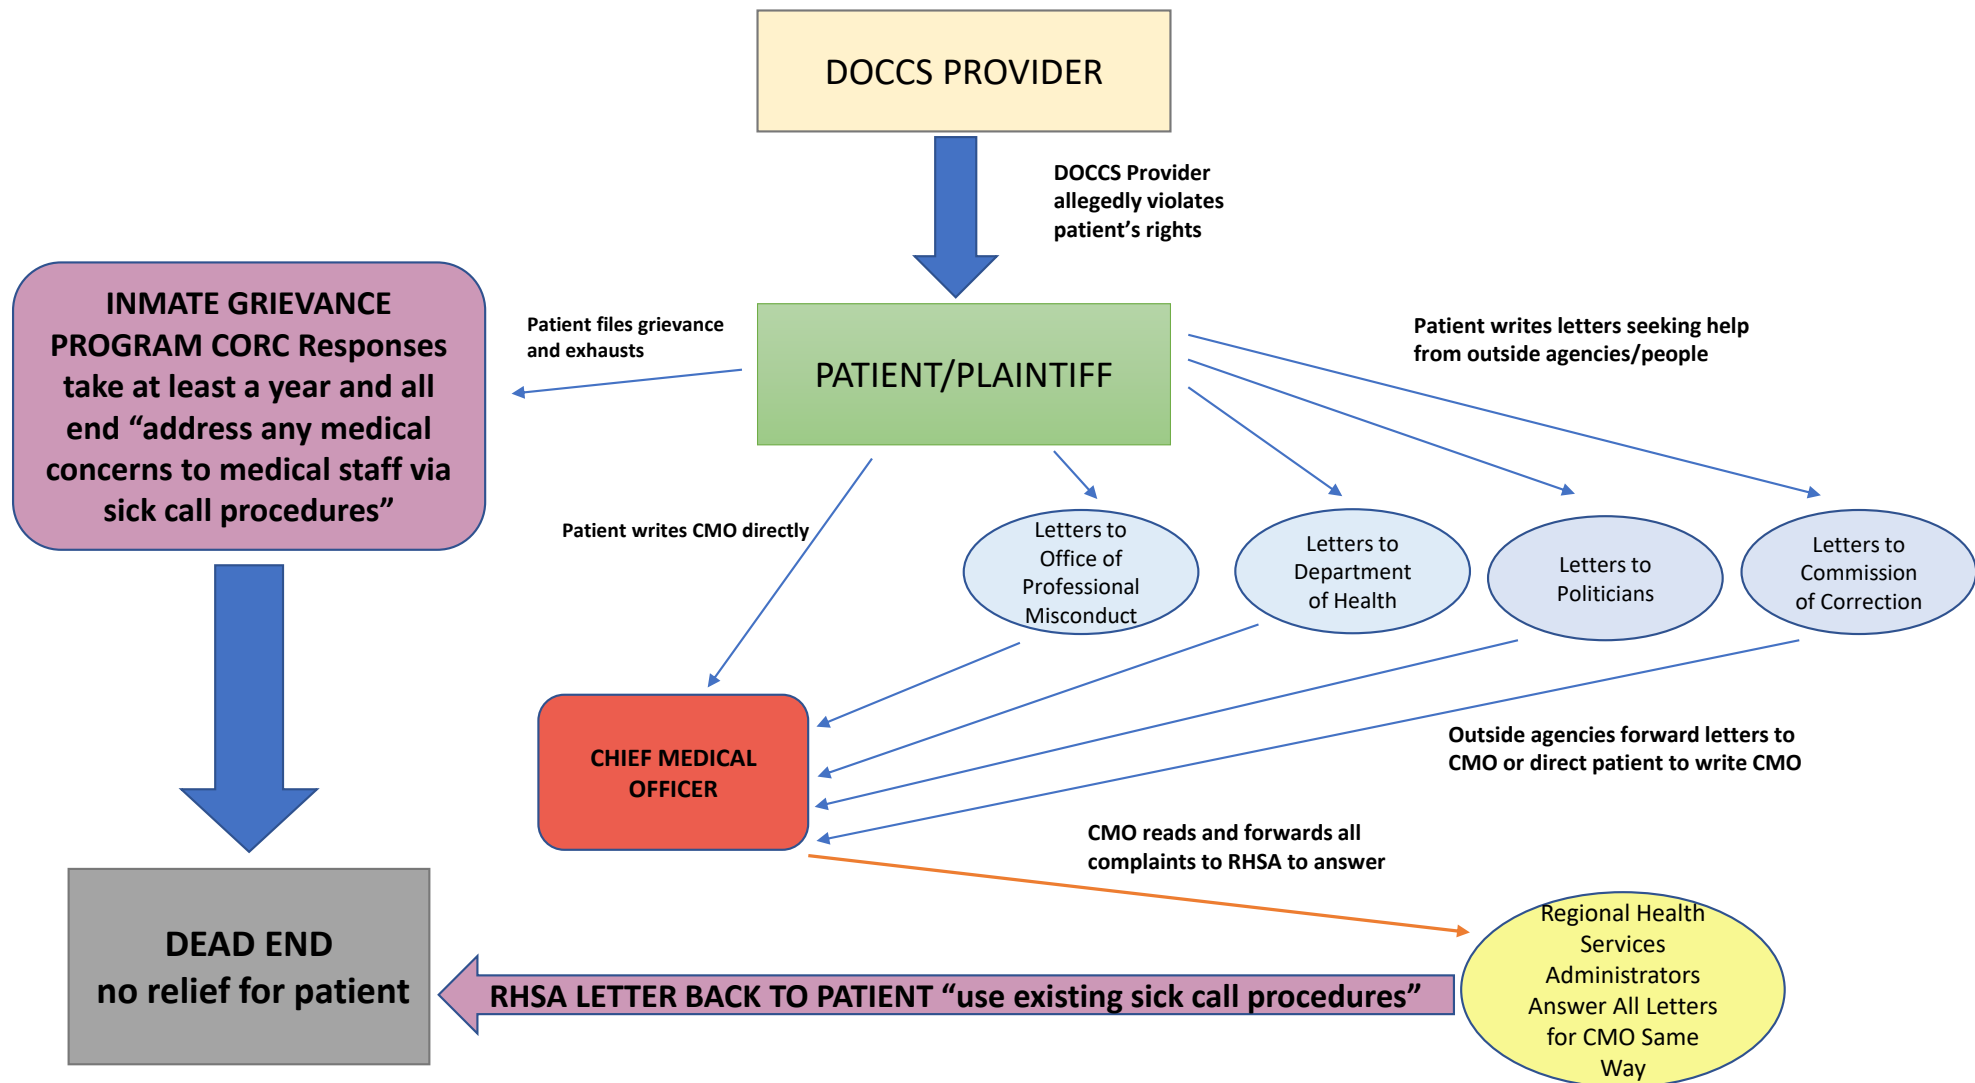 DOCCS PROVIDER
DOCCS Provider
allegedly violates
patient’s rights
INMATE GRIEVANCE
PROGRAM CORC Responses
take at least a year and all
end “address any medical
concerns to medical staff via
sick call procedures”
Patient files grievance
and exhausts
PATIENT/PLAINTIFF
Patient writes letters seeking help
from outside agencies/people
Patient writes CMO directly
Letters to
Office of
Professional
Misconduct
Letters to
Department
of Health
Letters to
Politicians
Letters to
Commission
of Correction
CHIEF MEDICAL
OFFICER
Outside agencies forward letters to
CMO or direct patient to write CMO
CMO reads and forwards all
complaints to RHSA to answer
DEAD END
no relief for patient
RHSA LETTER BACK TO PATIENT “use existing sick call procedures”
Regional Health
Services
Administrators
Answer All Letters
for CMO Same
Way